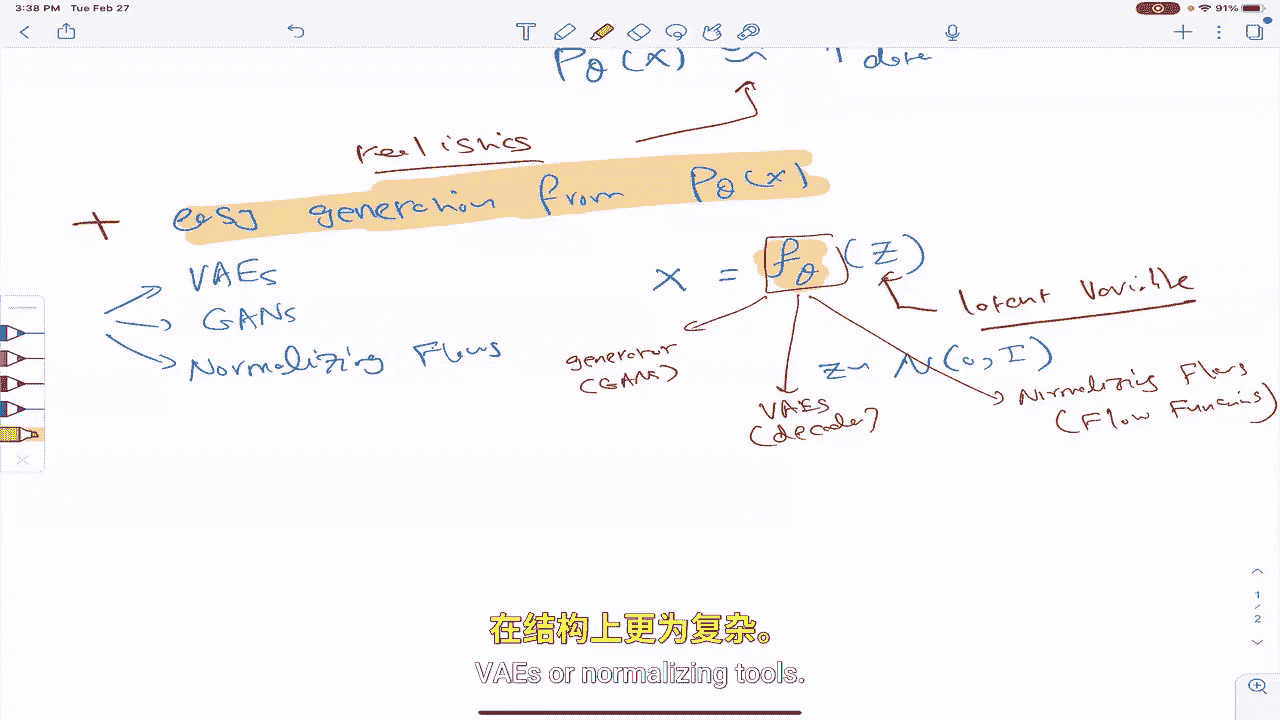 3:38 PM Tue Feb 27
91%
T
Pθ(x) ≃
realistics
+ easy generation from Pθ(x)
VAEs
GANs
Normalizing Flows
x = fθ(z)
latent Variable
generator
(GANs)
z~ N(0,I)
VAEs
(decoder)
Normalizing Flows
(Flow Functions)
1
/
2
在结构上更为复杂。
VAEs or normalizing tools.